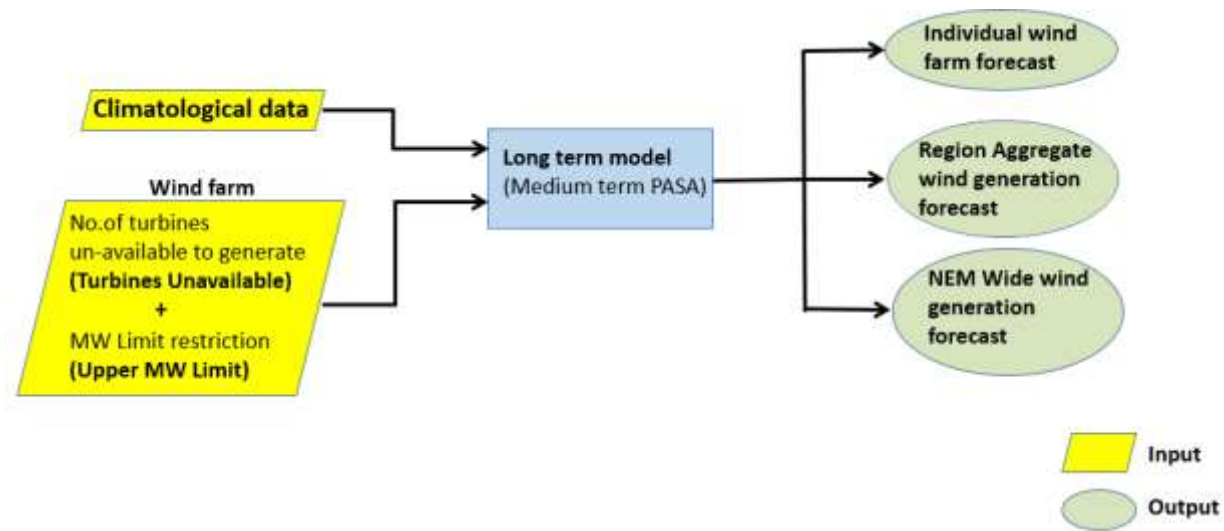 Climatological data
Wind farm
No.of turbines
un-available to generate
(Turbines Unavailable)
+
MW Limit restriction
(Upper MW Limit)
Long term model
(Medium term PASA)
Individual wind
farm forecast
Region Aggregate
wind generation
forecast
NEM Wide wind
generation
forecast
Input
Output